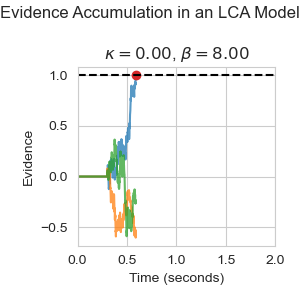 Evidence Accumulation in an LCA Model
κ = 0.00, β = 8.00
1.0
0.5
0.0
−0.5
Evidence
0.0 0.5 1.0 1.5 2.0
Time (seconds)